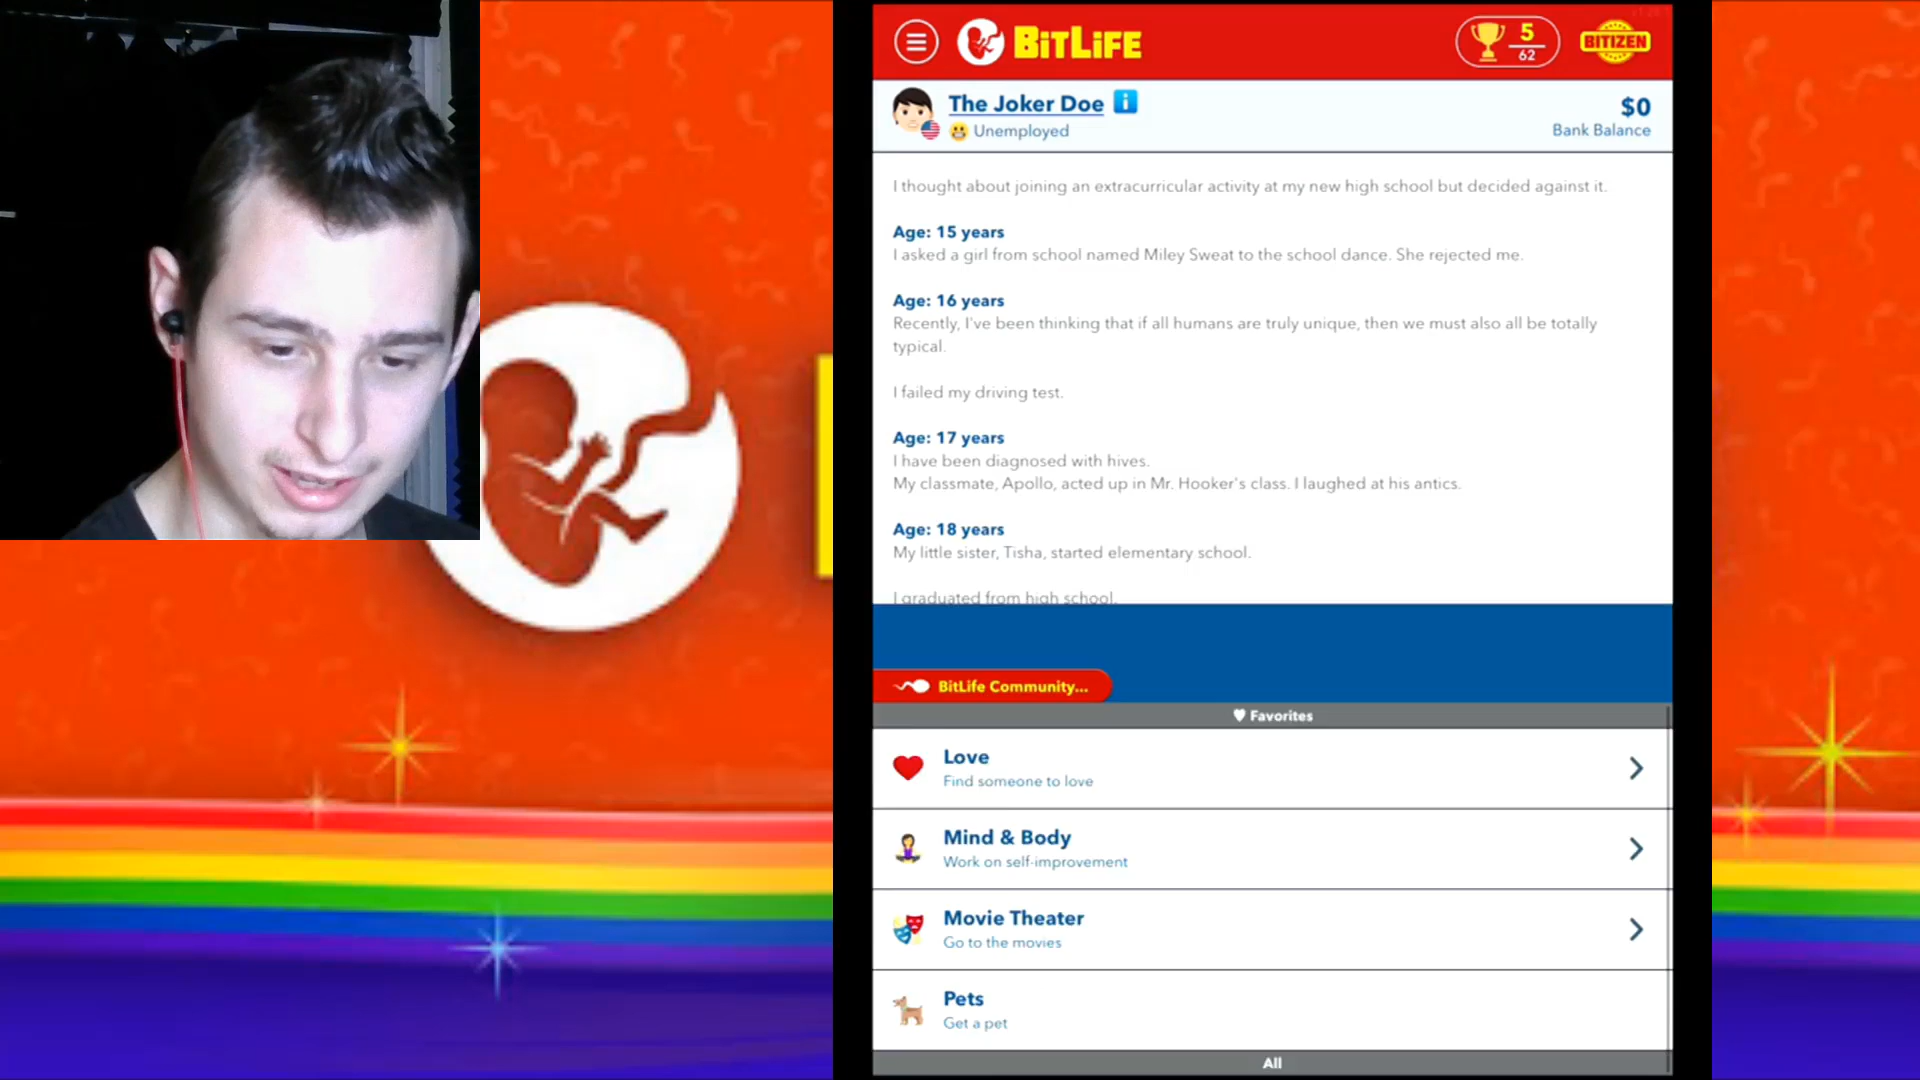 BITLIFE
5
62
BITIZEN
The Joker Doe
$0
Unemployed
Bank Balance
I thought about joining an extracurricular activity at my new high school but decided against it.
Age: 15 years
I asked a girl from school named Miley Sweat to the school dance. She rejected me.
Age: 16 years
Recently, I've been thinking that if all humans are truly unique, then we must also all be totally
typical.
I failed my driving test.
Age: 17 years
I have been diagnosed with hives.
My classmate, Apollo, acted up in Mr. Hooker's class. I laughed at his antics.
Age: 18 years
My little sister, Tisha, started elementary school.
I graduated from high school.
BitLife Community...
Favorites
Love
Find someone to love
Mind & Body
Work on self-improvement
Movie Theater
Go to the movies
Pets
Get a pet
All